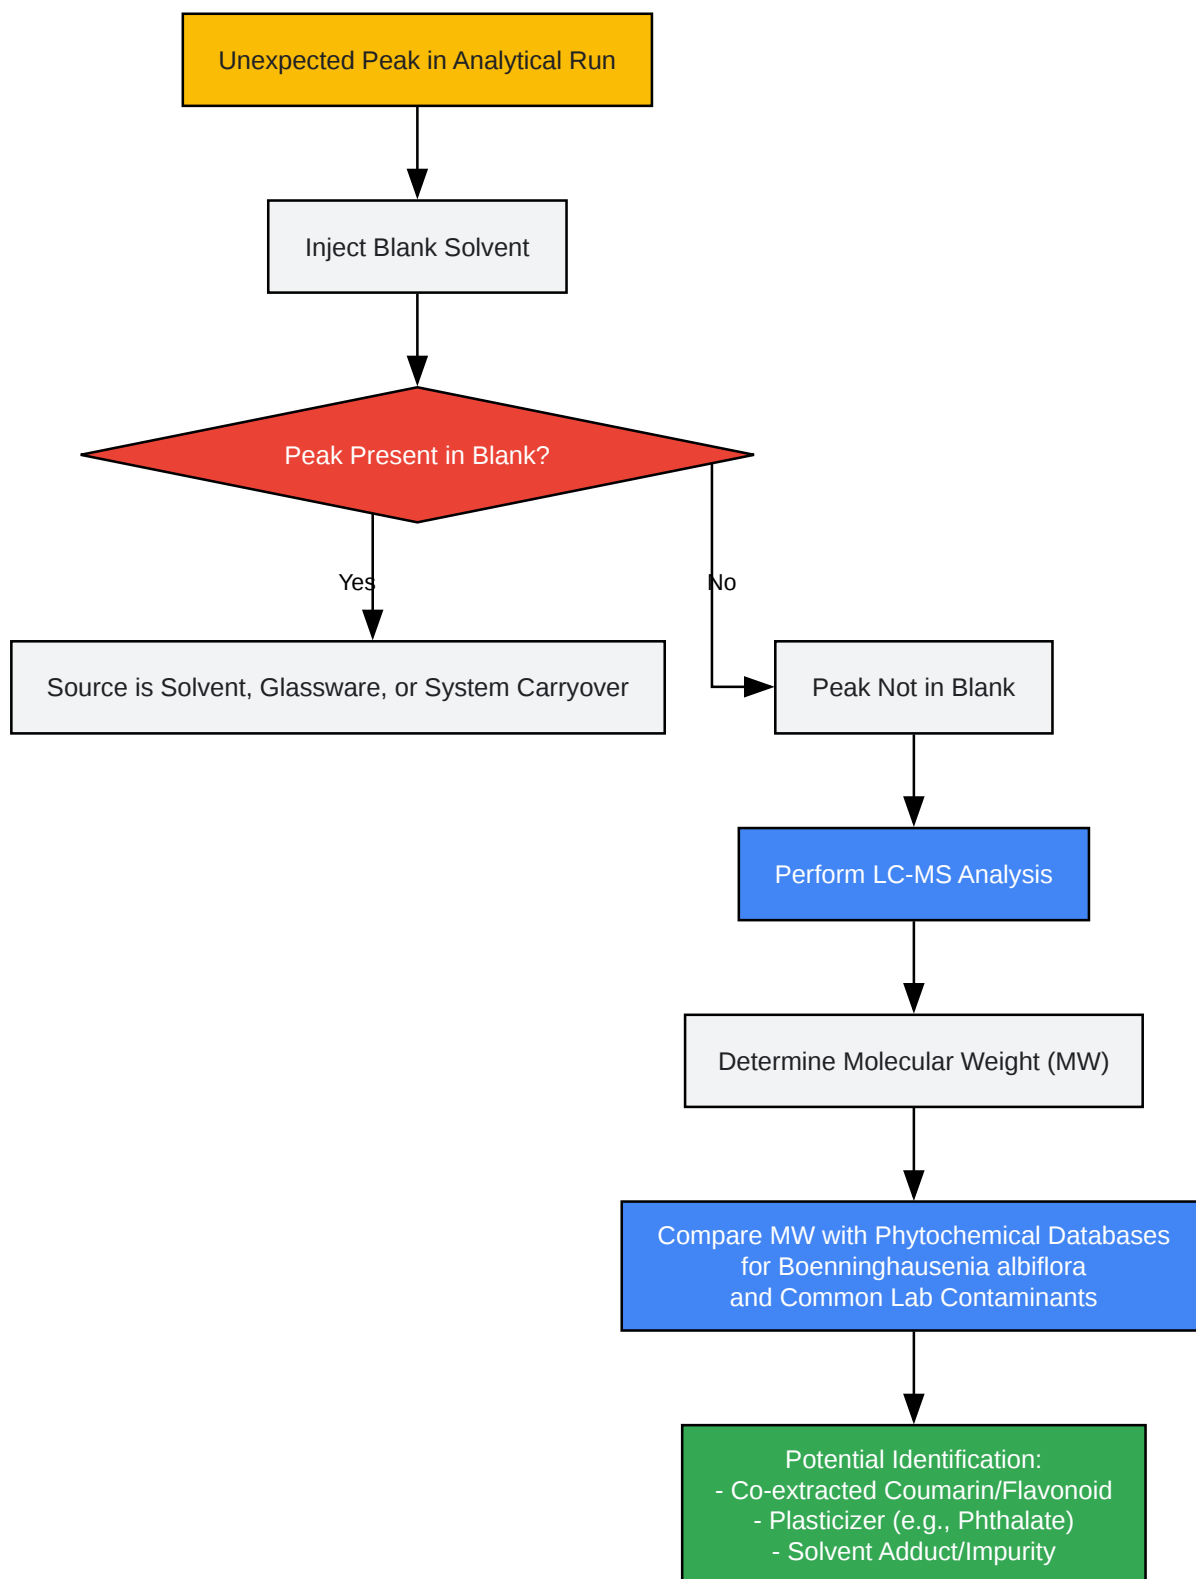 Unexpected Peak in Analytical Run
Inject Blank Solvent
Peak Present in Blank?
Yes
No
Source is Solvent, Glassware, or System Carryover
Peak Not in Blank
Perform LC-MS Analysis
Determine Molecular Weight (MW)
Compare MW with Phytochemical Databases
for Boenninghausenia albiflora
and Common Lab Contaminants
Potential Identification:
- Co-extracted Coumarin/Flavonoid
- Plasticizer (e.g., Phthalate)
- Solvent Adduct/Impurity